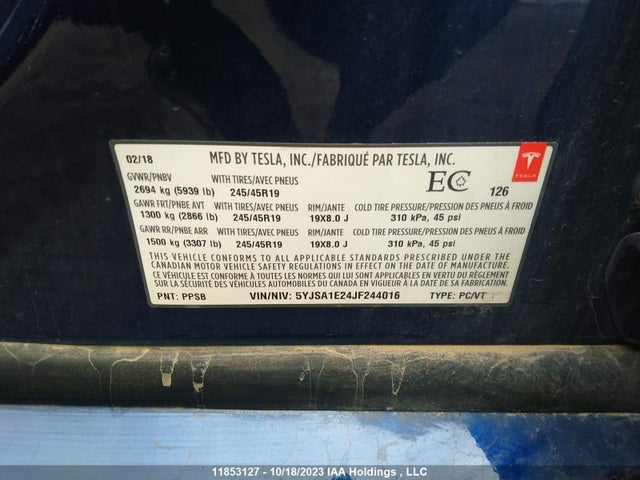 02/18 MFD BY TESLA, INC./FABRIQUÉ PAR TESLA, INC.
TESLA
GVWR/PNBV WITH TIRES/AVEC PNEUS
2694 kg (5939 lb) 245/45R19 EC 126
GAWR FRT/PNBE AVT WITH TIRES/AVEC PNEUS RIM/JANTE COLD TIRE PRESSURE/PRESSION DES PNEUS À FROID
1300 kg (2866 lb) 245/45R19 19X8.0 J 310 kPa, 45 psi
GAWR RR/PNBE ARR WITH TIRES/AVEC PNEUS RIM/JANTE COLD TIRE PRESSURE/PRESSION DES PNEUS À FROID
1500 kg (3307 lb) 245/45R19 19X8.0 J 310 kPa, 45 psi
THIS VEHICLE CONFORMS TO ALL APPLICABLE STANDARDS PRESCRIBED UNDER THE
CANADIAN MOTOR VEHICLE SAFETY REGULATIONS IN EFFECT ON THE DATE OF MANUFACTURE.
CE VÉHICULE EST CONFORME À TOUTES LES NORMES QUI LUI SONT APPLICABLES EN VERTU DU RÈGLEMENT
SUR LA SÉCURITÉ DES VÉHICULES AUTOMOBILES DU CANADA EN VIGUEUR À LA DATE DE SA FABRICATION.
PNT: PPSB VIN/NIV: 5YJSA1E24JF244016 TYPE: PC/VT
11853127 - 10/18/2023 IAA Holdings , LLC